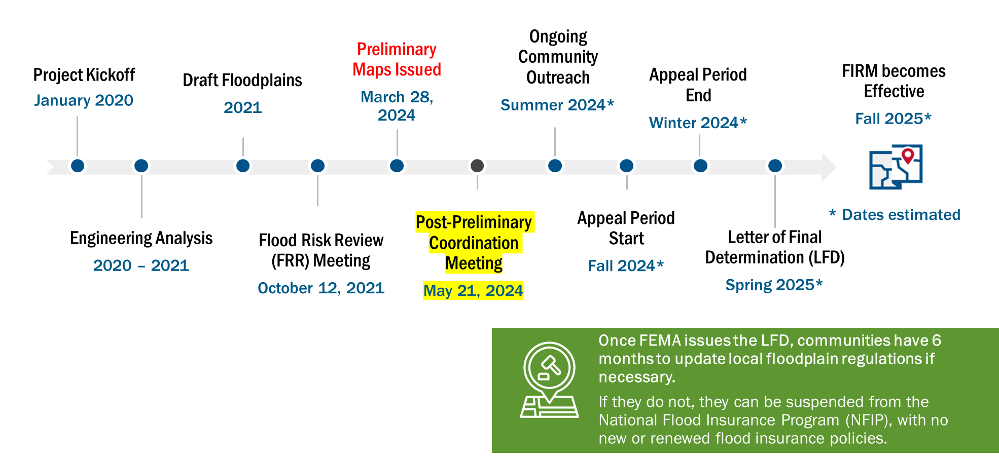 Project Kickoff
January 2020
Engineering Analysis
2020 – 2021
Draft Floodplains
2021
Flood Risk Review
(FRR) Meeting
October 12, 2021
Preliminary
Maps Issued
March 28,
2024
Post-Preliminary
Coordination
Meeting
May 21, 2024
Ongoing
Community
Outreach
Summer 2024*
Appeal Period
Start
Fall 2024*
Appeal Period
End
Winter 2024*
Letter of Final
Determination (LFD)
Spring 2025*
FIRM becomes
Effective
Fall 2025*
* Dates estimated
Once FEMA issues the LFD, communities have 6
months to update local floodplain regulations if
necessary.
If they do not, they can be suspended from the
National Flood Insurance Program (NFIP), with no
new or renewed flood insurance policies.